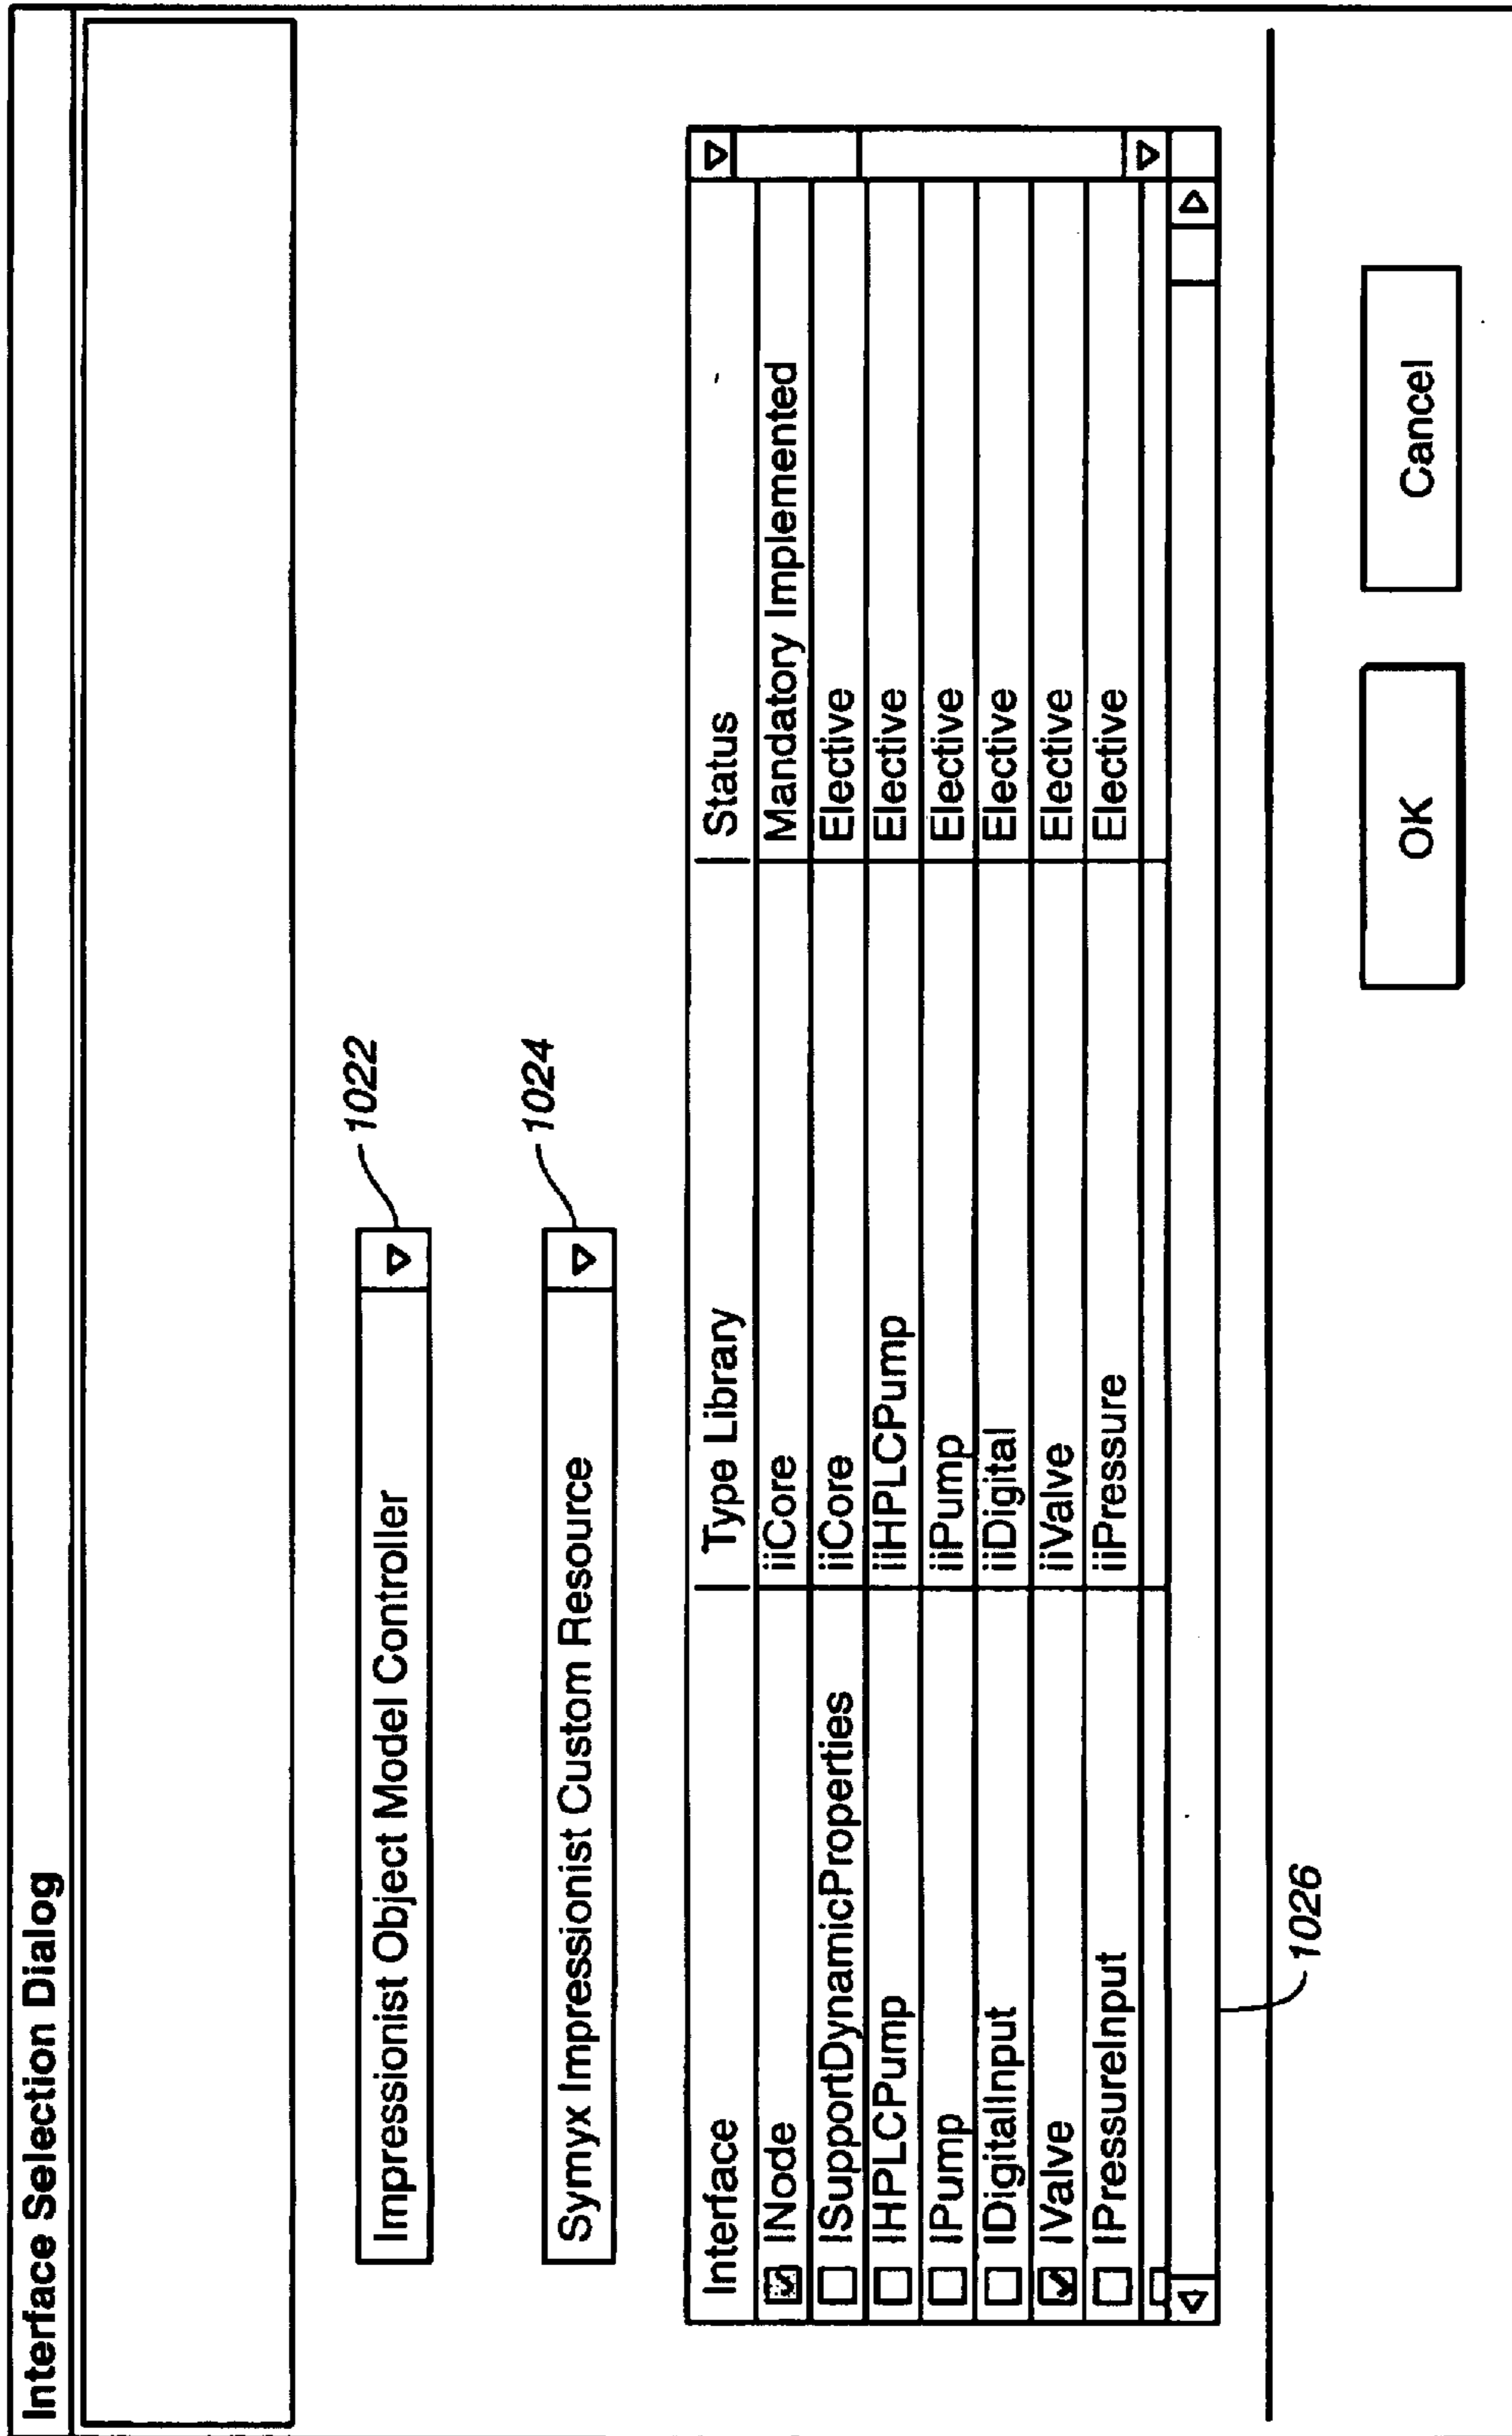 Interface Selection Dialog
Impressionist Object Model Controller
1022
Symyx Impressionist Custom Resource
1024
Interface Type Library Status
INode iiCore Mandatory Implemented
ISupportDynamicProperties iiCore Elective
IHPLCPump iiHPLCPump Elective
IPump iiPump Elective
IDigitalInput iiDigital Elective
IValve iiValve Elective
IPressureInput iiPressure Elective
1026
OK Cancel